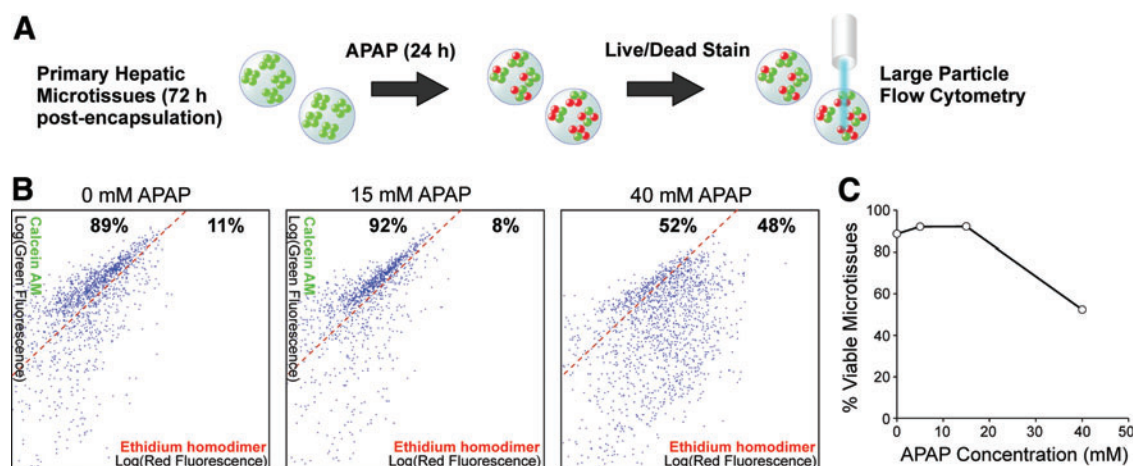 A
Primary Hepatic
Microtissues (72 h
post-encapsulation)
APAP (24 h)
Live/Dead Stain
Large Particle
Flow Cytometry
B
0 mM APAP
15 mM APAP
40 mM APAP
Calcein AM
Log(Green Fluorescence)
89%
11%
Ethidium homodimer
Log(Red Fluorescence)
Calcein AM
Log(Green Fluorescence)
92%
8%
Ethidium homodimer
Log(Red Fluorescence)
52%
48%
Ethidium homodimer
Log(Red Fluorescence)
C
% Viable Microtissues
100
80
60
40
20
0
0
10
20
30
40
50
APAP Concentration (mM)